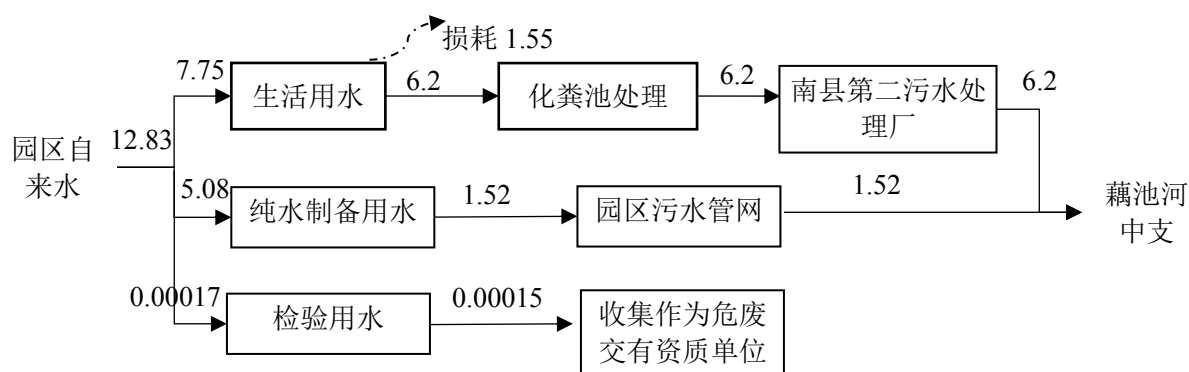 损耗 1.55
7.75
生活用水
6.2
化粪池处理
6.2
南县第二污水处
理厂
6.2
园区自
来水
12.83
5.08
纯水制备用水
1.52
园区污水管网
1.52
藕池河
中支
0.00017
检验用水
0.00015
收集作为危废
交有资质单位